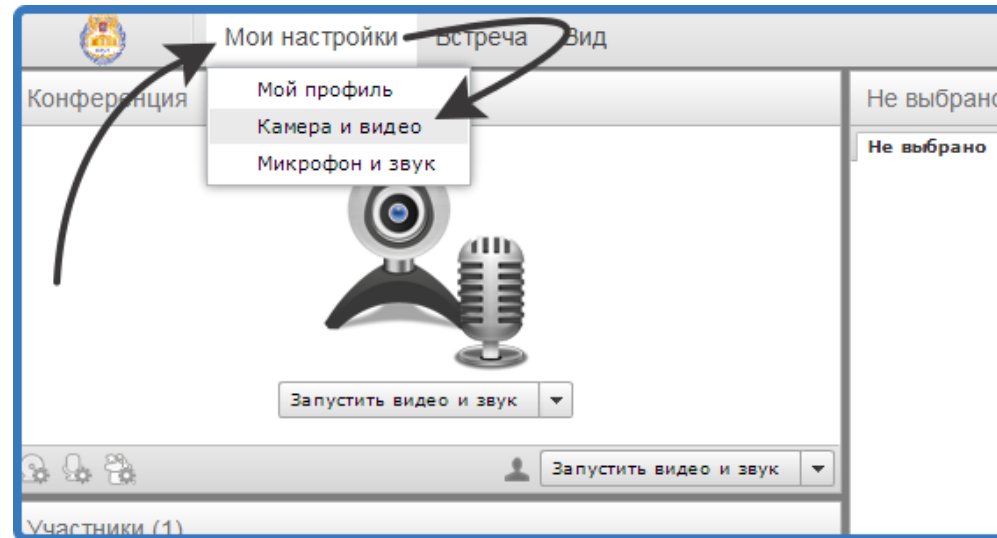 Мои настройки Встреча Вид
Мой профиль
Камера и видео
Микрофон и звук
Конференция
Запустить видео и звук
Запустить видео и звук
Участники (1)
Не выбрано
Не выбрано